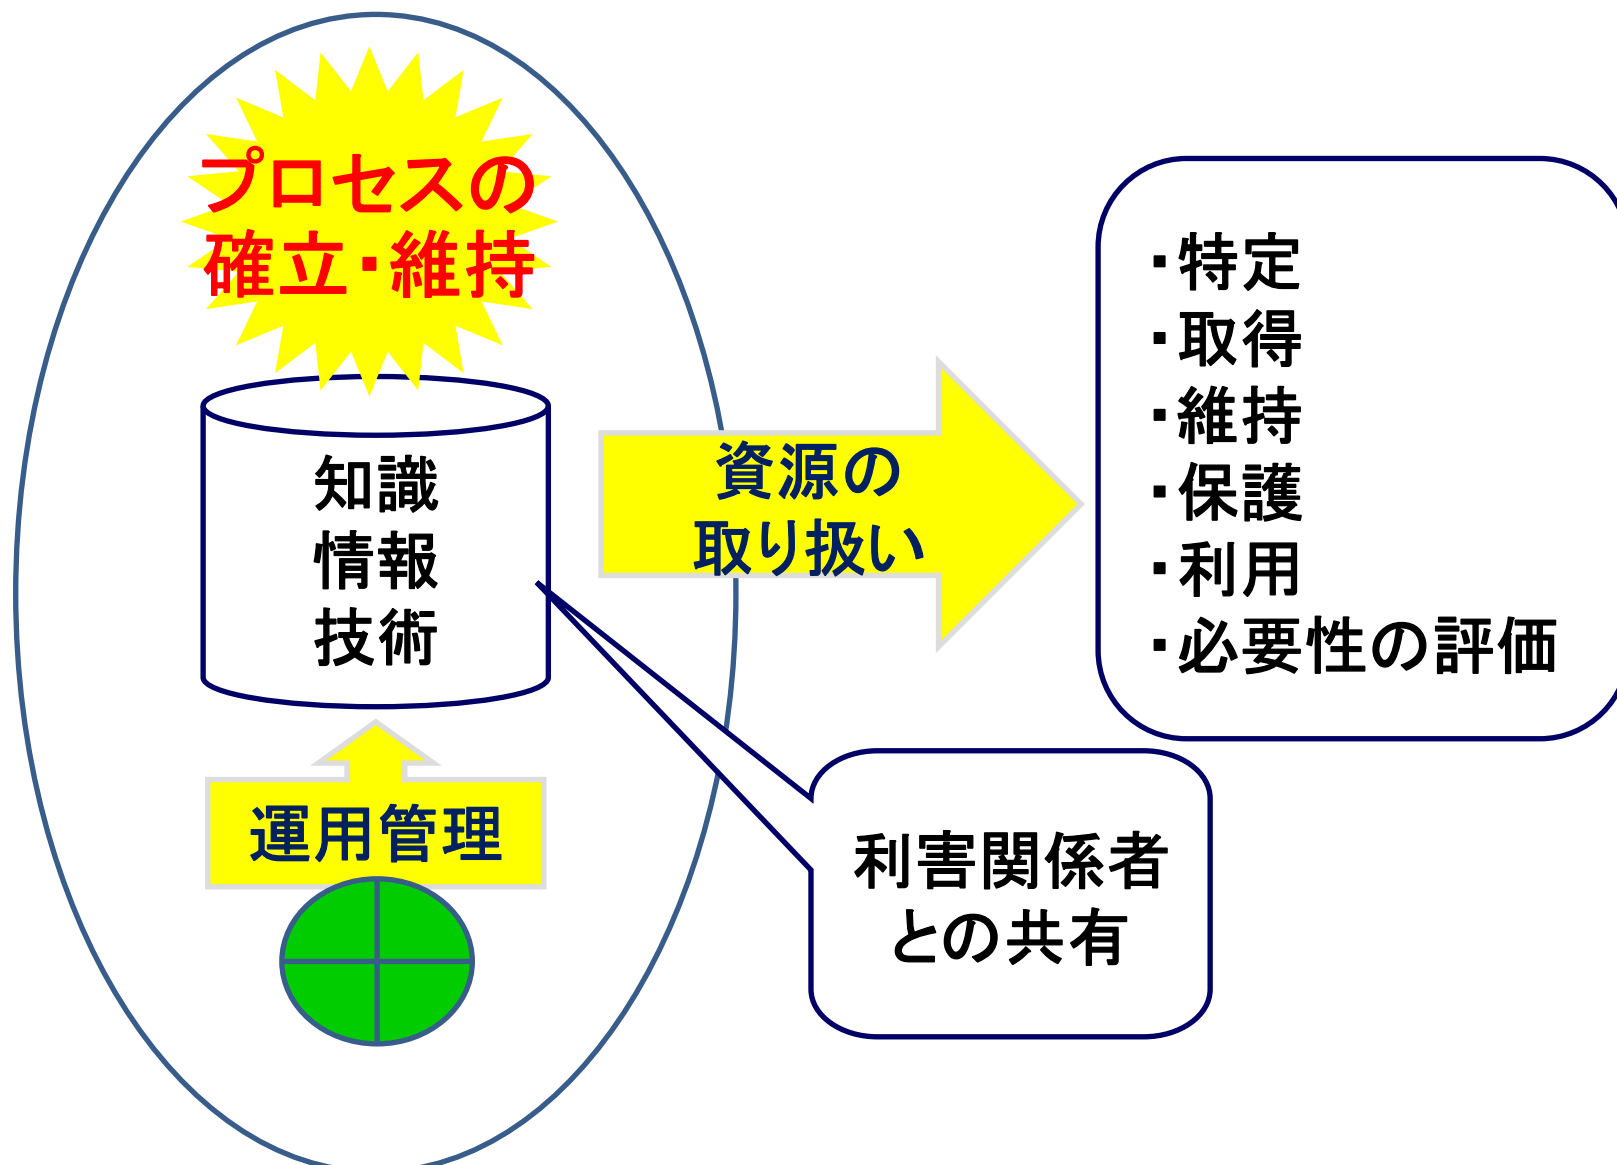 プロセスの
確立・維持
知識
情報
技術
運用管理
資源の
取り扱い
・特定
・取得
・維持
・保護
・利用
・必要性の評価
利害関係者
との共有